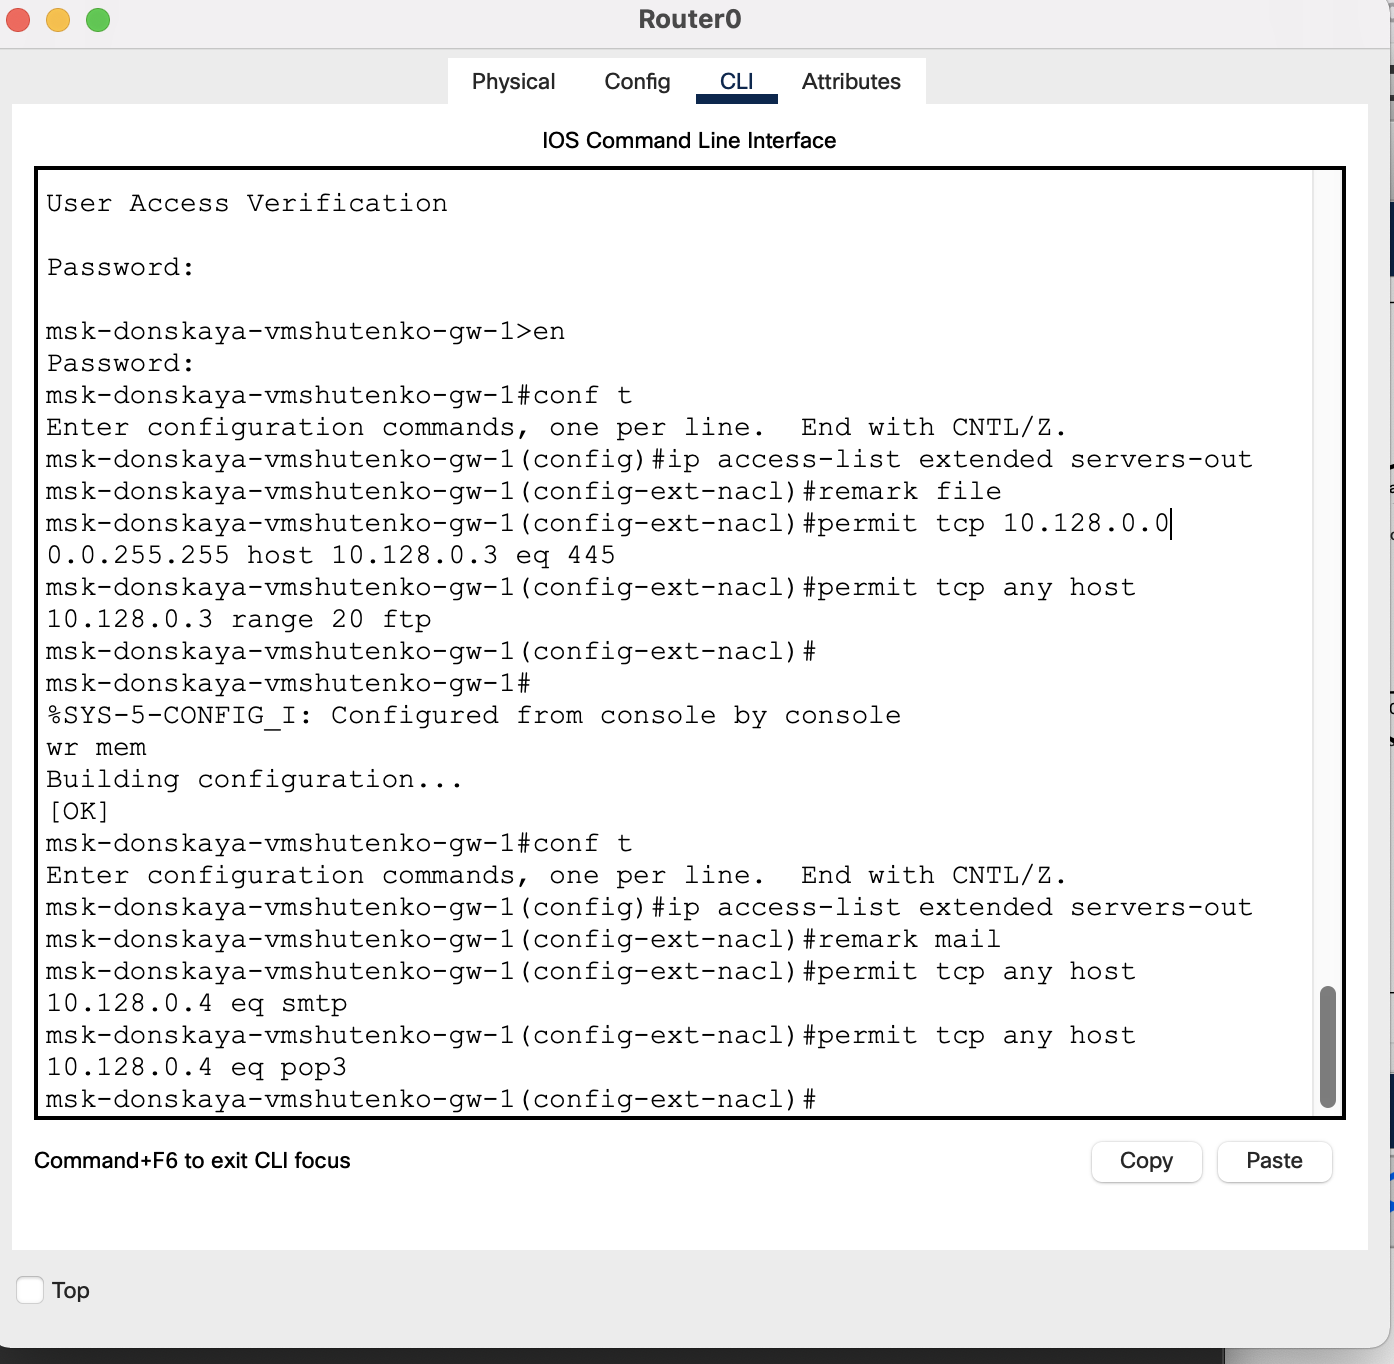 Router0
Physical Config CLI Attributes
IOS Command Line Interface
User Access Verification
Password:
msk-donskaya-vmshutenko-gw-1>en
Password:
msk-donskaya-vmshutenko-gw-1#conf t
Enter configuration commands, one per line.  End with CNTL/Z.
msk-donskaya-vmshutenko-gw-1(config)#ip access-list extended servers-out
msk-donskaya-vmshutenko-gw-1(config-ext-nacl)#remark file
msk-donskaya-vmshutenko-gw-1(config-ext-nacl)#permit tcp 10.128.0.0
0.0.255.255 host 10.128.0.3 eq 445
msk-donskaya-vmshutenko-gw-1(config-ext-nacl)#permit tcp any host
10.128.0.3 range 20 ftp
msk-donskaya-vmshutenko-gw-1(config-ext-nacl)#
msk-donskaya-vmshutenko-gw-1#
%SYS-5-CONFIG_I: Configured from console by console
wr mem
Building configuration...
[OK]
msk-donskaya-vmshutenko-gw-1#conf t
Enter configuration commands, one per line.  End with CNTL/Z.
msk-donskaya-vmshutenko-gw-1(config)#ip access-list extended servers-out
msk-donskaya-vmshutenko-gw-1(config-ext-nacl)#remark mail
msk-donskaya-vmshutenko-gw-1(config-ext-nacl)#permit tcp any host
10.128.0.4 eq smtp
msk-donskaya-vmshutenko-gw-1(config-ext-nacl)#permit tcp any host
10.128.0.4 eq pop3
msk-donskaya-vmshutenko-gw-1(config-ext-nacl)#
Command+F6 to exit CLI focus
Copy Paste
Top